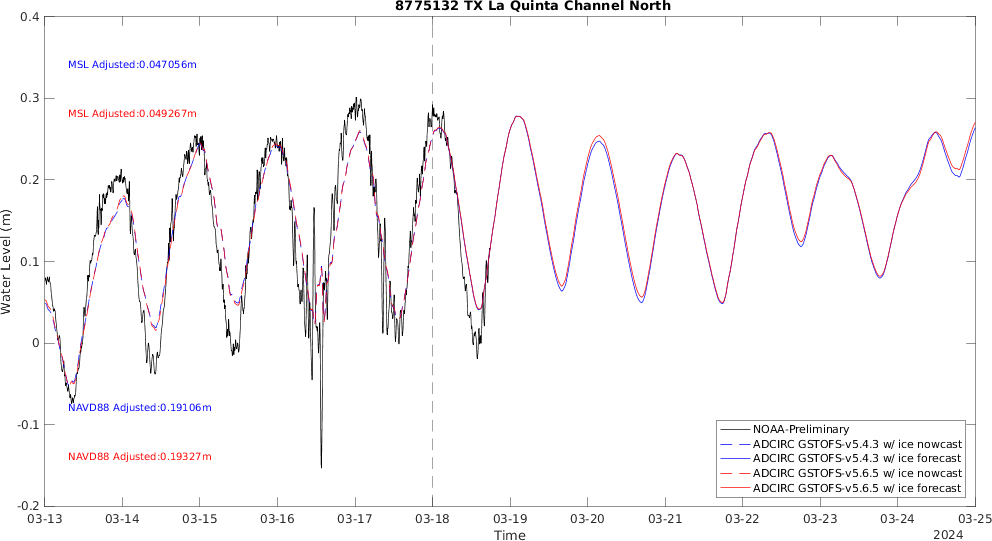 8775132 TX La Quinta Channel North
0.4
0.3
0.2
0.1
0
-0.1
-0.2
Water Level (m)
MSL Adjusted:0.047056m
MSL Adjusted:0.049267m
NAVD88 Adjusted:0.19106m
NAVD88 Adjusted:0.19327m
NOAA-Preliminary
ADCIRC GSTOFS-v5.4.3 w/ ice nowcast
ADCIRC GSTOFS-v5.4.3 w/ ice forecast
ADCIRC GSTOFS-v5.6.5 w/ ice nowcast
ADCIRC GSTOFS-v5.6.5 w/ ice forecast
03-13 03-14 03-15 03-16 03-17 03-18 03-19 03-20 03-21 03-22 03-23 03-24 03-25
Time
2024